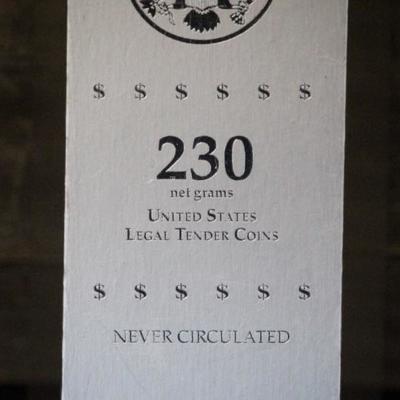 $ $ $ $ $ $
230
net grams
UNITED STATES
LEGAL TENDER COINS
$ $ $ $ $ $
NEVER CIRCULATED